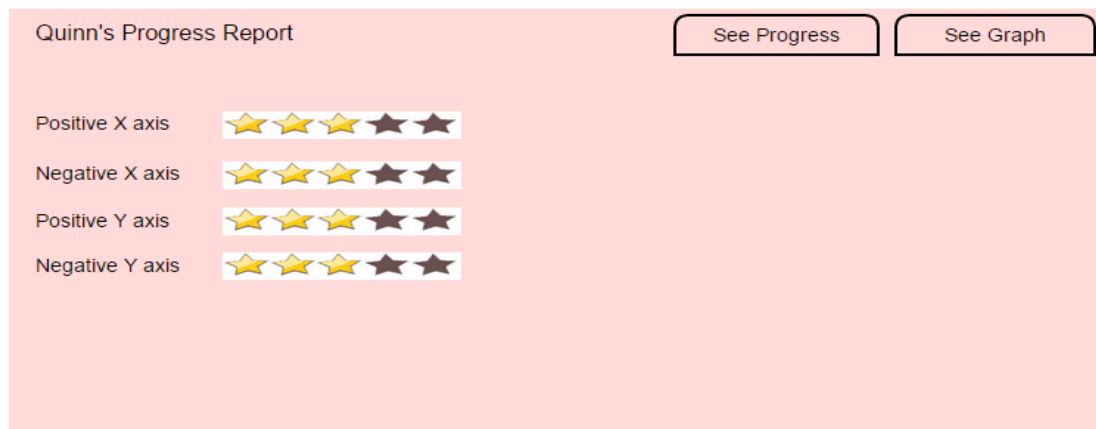 Quinn's Progress Report
See Progress
See Graph
Positive X axis
Negative X axis
Positive Y axis
Negative Y axis